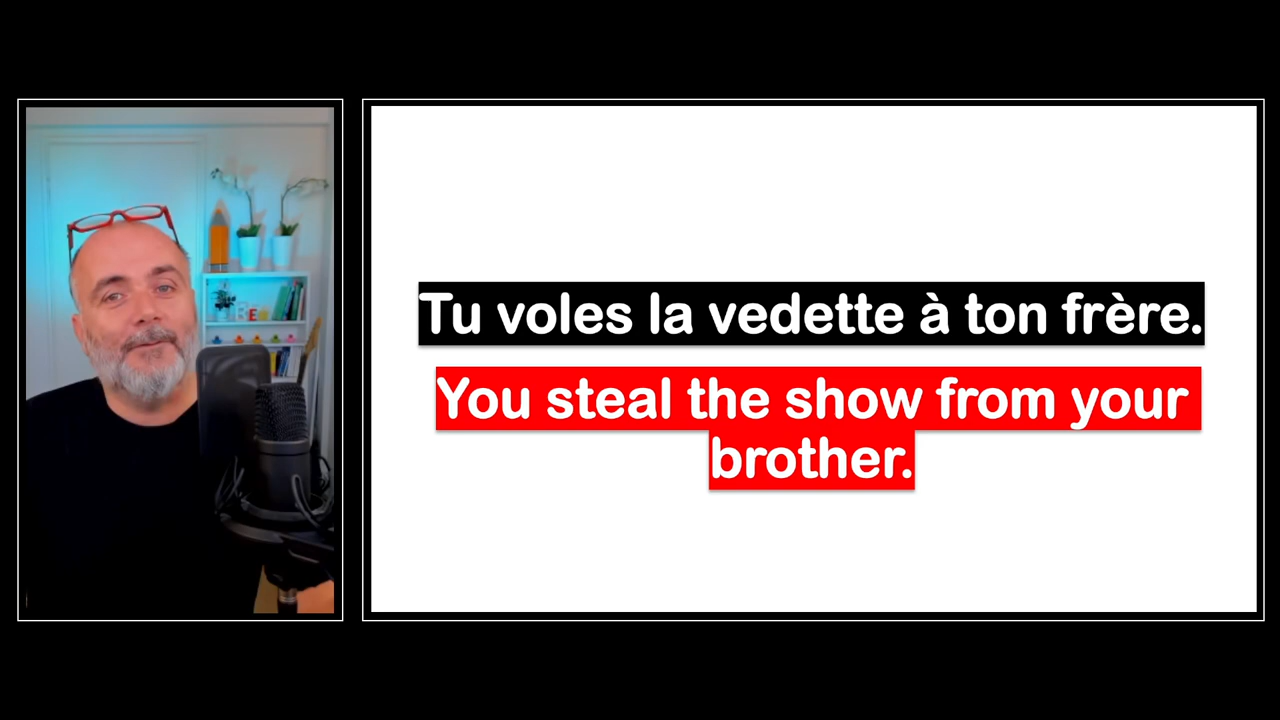 Tu voles la vedette à ton frère.
You steal the show from your
brother.